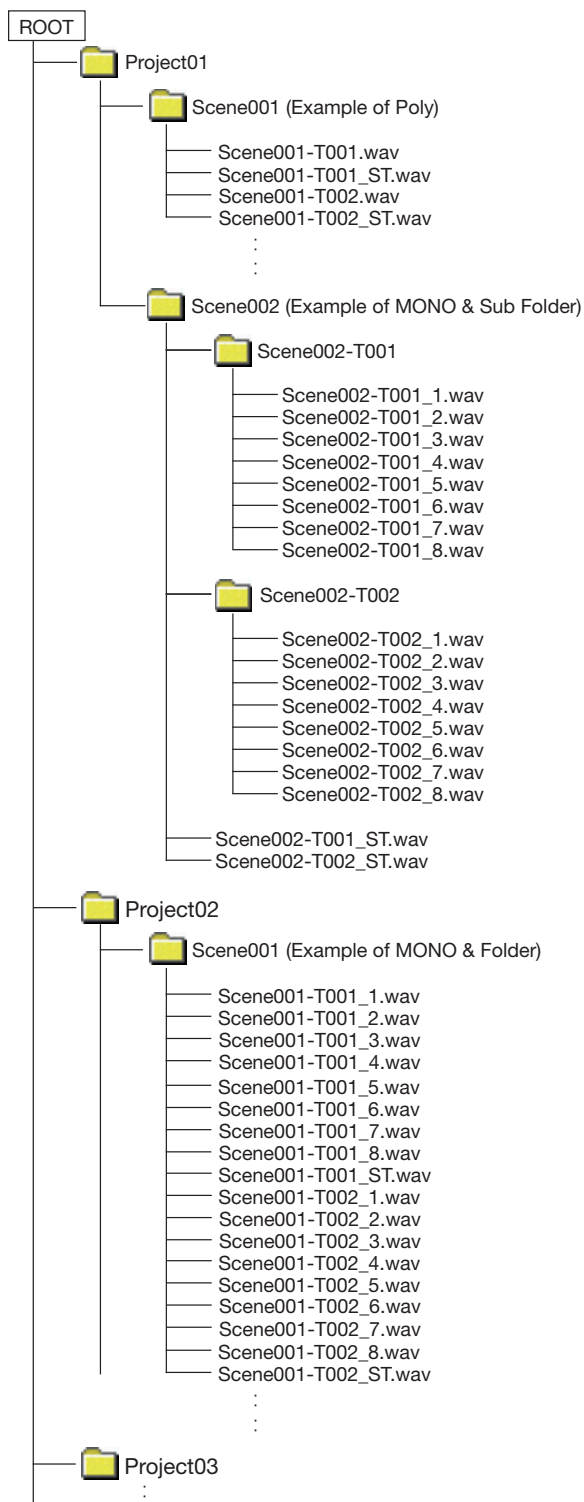 ROOT
Project01
Scene001 (Example of Poly)
Scene001-T001.wav
Scene001-T001_ST.wav
Scene001-T002.wav
Scene001-T002_ST.wav
Scene002 (Example of MONO & Sub Folder)
Scene002-T001
Scene002-T001_1.wav
Scene002-T001_2.wav
Scene002-T001_3.wav
Scene002-T001_4.wav
Scene002-T001_5.wav
Scene002-T001_6.wav
Scene002-T001_7.wav
Scene002-T001_8.wav
Scene002-T002
Scene002-T002_1.wav
Scene002-T002_2.wav
Scene002-T002_3.wav
Scene002-T002_4.wav
Scene002-T002_5.wav
Scene002-T002_6.wav
Scene002-T002_7.wav
Scene002-T002_8.wav
Scene002-T001_ST.wav
Scene002-T002_ST.wav
Project02
Scene001 (Example of MONO & Folder)
Scene001-T001_1.wav
Scene001-T001_2.wav
Scene001-T001_3.wav
Scene001-T001_4.wav
Scene001-T001_5.wav
Scene001-T001_6.wav
Scene001-T001_7.wav
Scene001-T001_8.wav
Scene001-T001_ST.wav
Scene001-T002_1.wav
Scene001-T002_2.wav
Scene001-T002_3.wav
Scene001-T002_4.wav
Scene001-T002_5.wav
Scene001-T002_6.wav
Scene001-T002_7.wav
Scene001-T002_8.wav
Scene001-T002_ST.wav
Project03